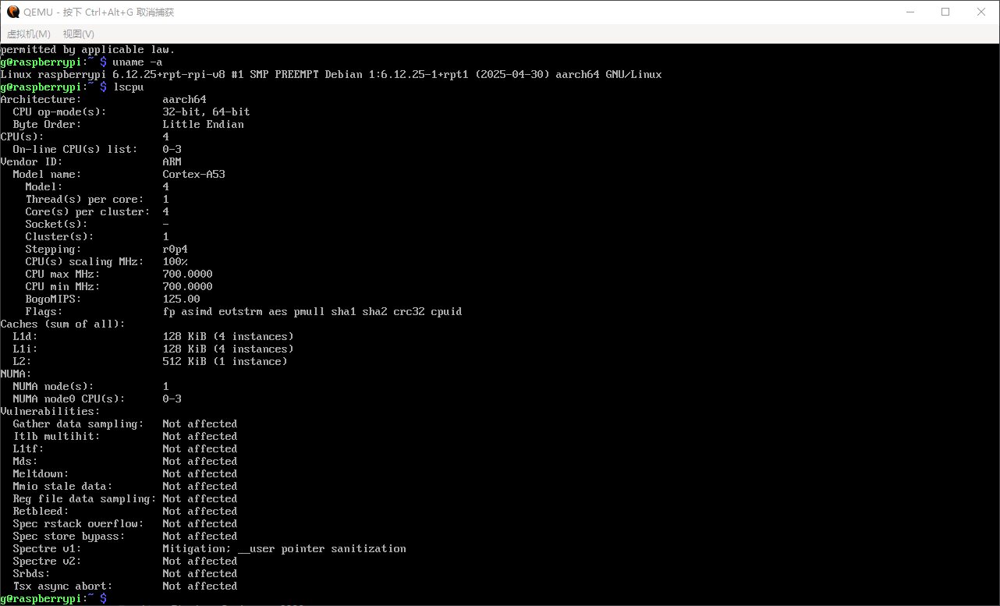 QEMU - 按下 Ctrl+Alt+G 取消捕获
虚拟机(M) 视图(V)
permitted by applicable law.
g@raspberrypi:~ $ uname -a
Linux raspberrypi 6.12.25+rpt-rpi-v8 #1 SMP PREEMPT Debian 1:6.12.25-1+rpt1 (2025-04-30) aarch64 GNU/Linux
g@raspberrypi:~ $ lscpu
Architecture: aarch64
CPU op-mode(s): 32-bit, 64-bit
Byte Order: Little Endian
CPU(s): 4
On-line CPU(s) list: 0-3
Vendor ID: ARM
Model name: Cortex-A53
Model: 4
Thread(s) per core: 1
Core(s) per cluster: 4
Socket(s): -
Cluster(s): 1
Stepping: r0p4
CPU(s) scaling MHz: 100%
CPU max MHz: 700.0000
CPU min MHz: 700.0000
BogoMIPS: 125.00
Flags: fp asimd evtstrm aes pmull sha1 sha2 crc32 cpuid
Caches (sum of all):
L1d: 128 KiB (4 instances)
L1i: 128 KiB (4 instances)
L2: 512 KiB (1 instance)
NUMA:
NUMA node(s): 1
NUMA node0 CPU(s): 0-3
Vulnerabilities:
Gather data sampling: Not affected
Itlb multihit: Not affected
L1tf: Not affected
Mds: Not affected
Meltdown: Not affected
Mmio stale data: Not affected
Reg file data sampling: Not affected
Retbleed: Not affected
Spec rstack overflow: Not affected
Spec store bypass: Not affected
Spectre v1: Mitigation; __user pointer sanitization
Spectre v2: Not affected
Srbds: Not affected
Tsx async abort: Not affected
g@raspberrypi:~ $